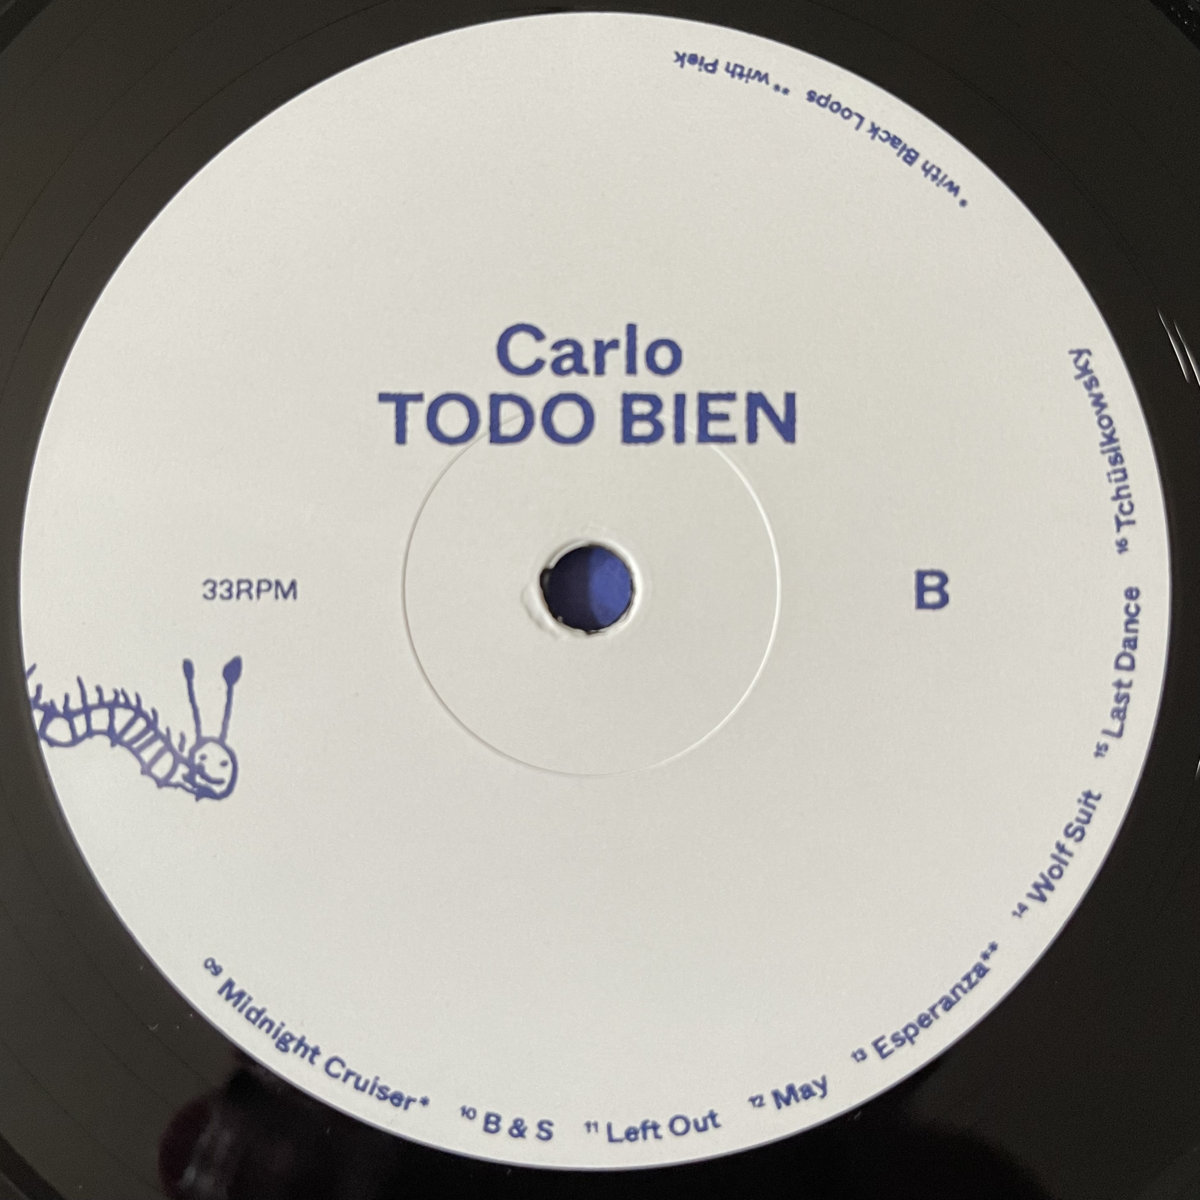 Carlo
TODO BIEN
33RPM
B
09 Midnight Cruiser*
10 B & S
11 Left Out
12 May
13 Esperanza**
14 Wolf Suit
15 Last Dance
16 Tchüsikowsky
*with Black Loops **with Piek